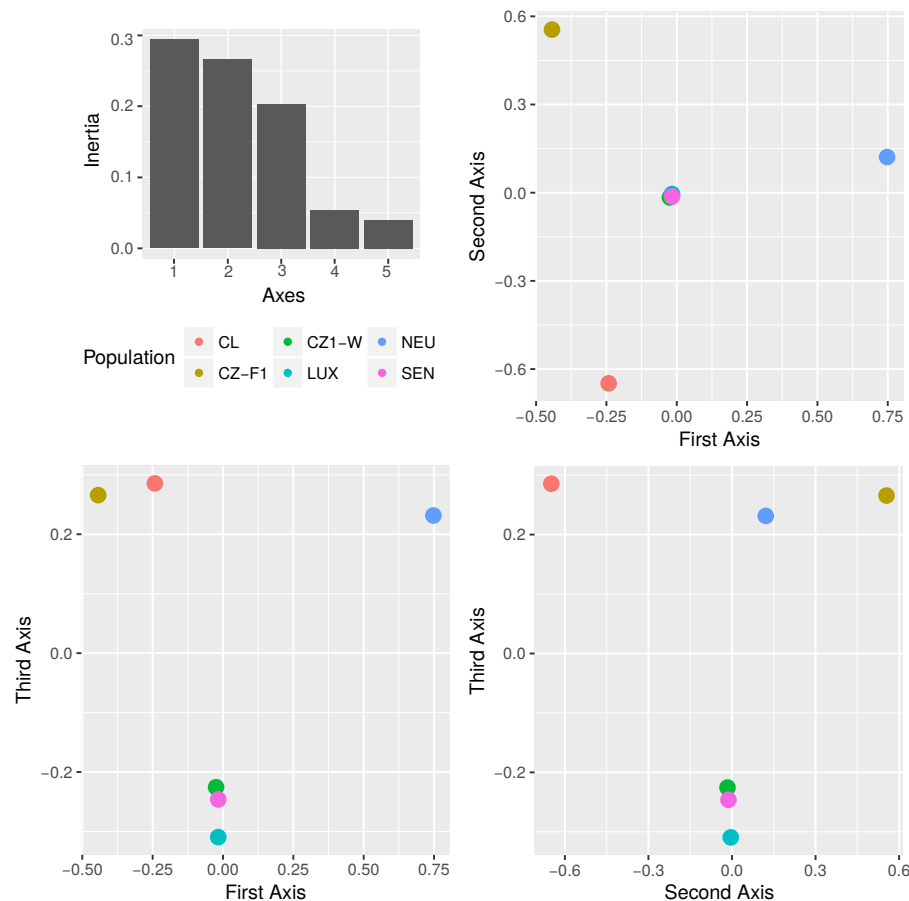 0.3
0.2
0.1
0.0
Inertia
1 2 3 4 5
Axes
Population
CL CZ1−W NEU
CZ−F1 LUX SEN
0.6
0.3
0.0
−0.3
−0.6
Second Axis
−0.50 −0.25 0.00 0.25 0.50 0.75
First Axis
0.2
0.0
−0.2
Third Axis
−0.50 −0.25 0.00 0.25 0.50 0.75
First Axis
0.2
0.0
−0.2
Third Axis
−0.6 −0.3 0.0 0.3 0.6
Second Axis